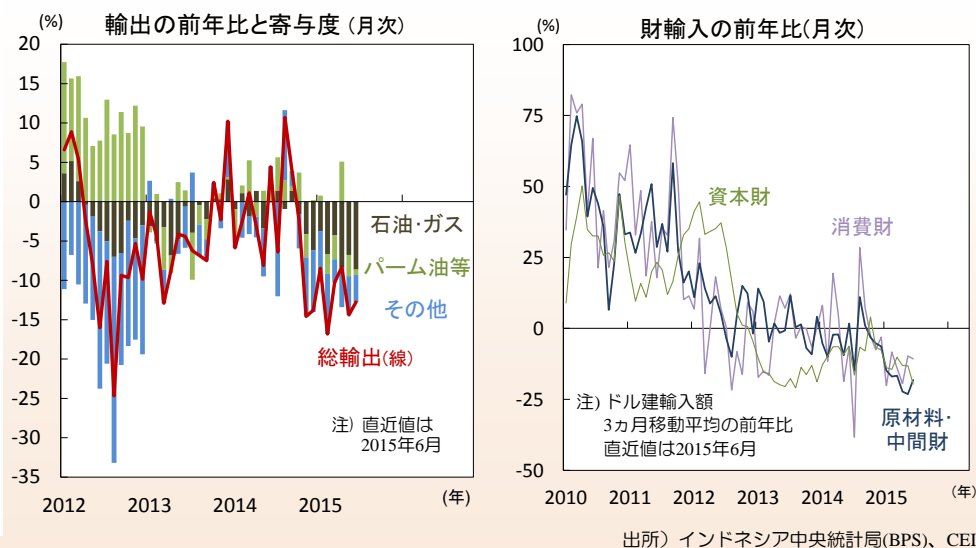 輸出の前年比と寄与度(月次)
(%)
20
15
10
5
0
-5
-10
-15
-20
-25
-30
-35
石油・ガス
パーム油等
その他
総輸出(線)
注) 直近値は
2015年6月
2012
2013
2014
2015
(年)
財輸入の前年比(月次)
(%)
100
75
50
25
0
-25
-50
資本財
消費財
原材料・
中間財
注) ドル建輸入額
3ヵ月移動平均の前年比
直近値は2015年6月
2010
2011
2012
2013
2014
2015
(年)
出所）インドネシア中央統計局(BPS)、CEI